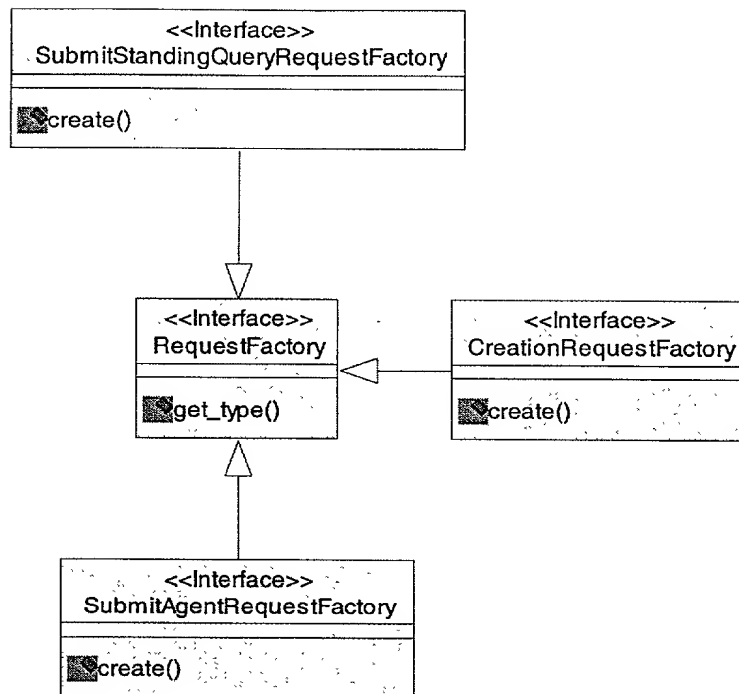 <<Interface>>
SubmitStandingQueryRequestFactory
create()
<<Interface>>
RequestFactory
get_type()
<<Interface>>
CreationRequestFactory
create()
<<Interface>>
SubmitAgentRequestFactory
create()